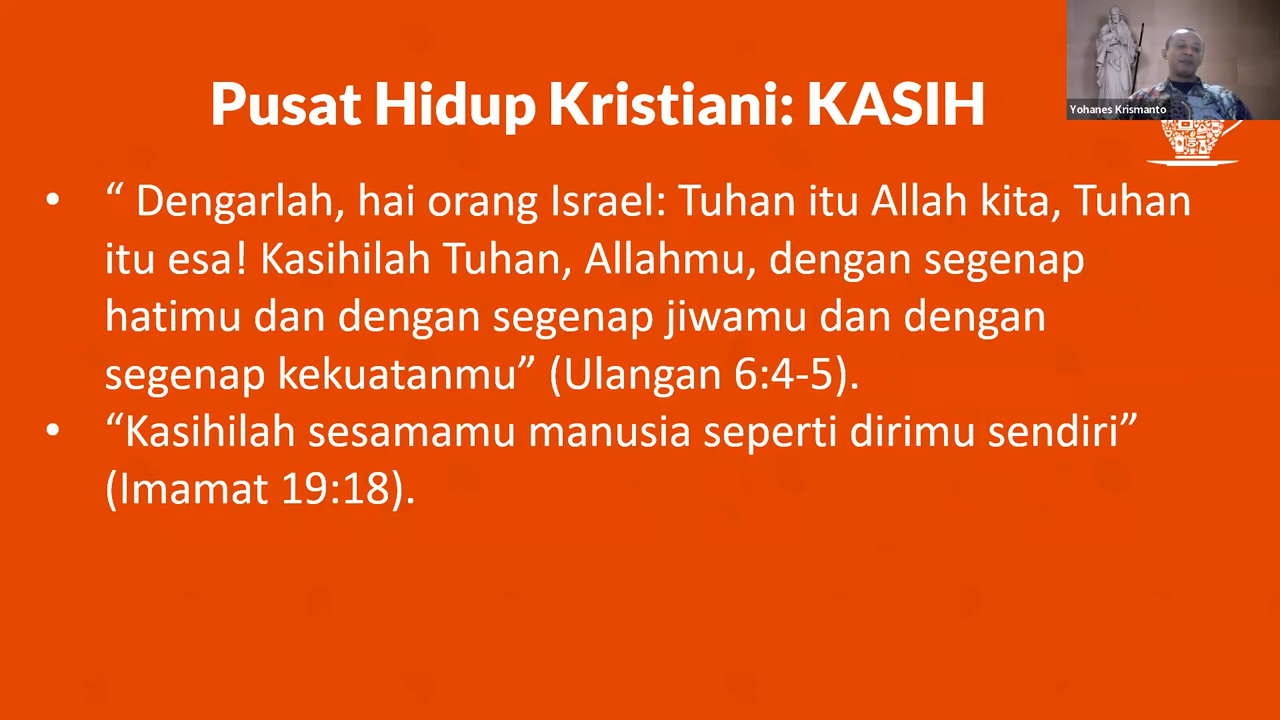 Pusat Hidup Kristiani: KASIH
Yohanes Krismanto
• “ Dengarlah, hai orang Israel: Tuhan itu Allah kita, Tuhan
itu esa! Kasihilah Tuhan, Allahmu, dengan segenap
hatimu dan dengan segenap jiwamu dan dengan
segenap kekuatanmu” (Ulangan 6:4-5).
• “Kasihilah sesamamu manusia seperti dirimu sendiri”
(Imamat 19:18).